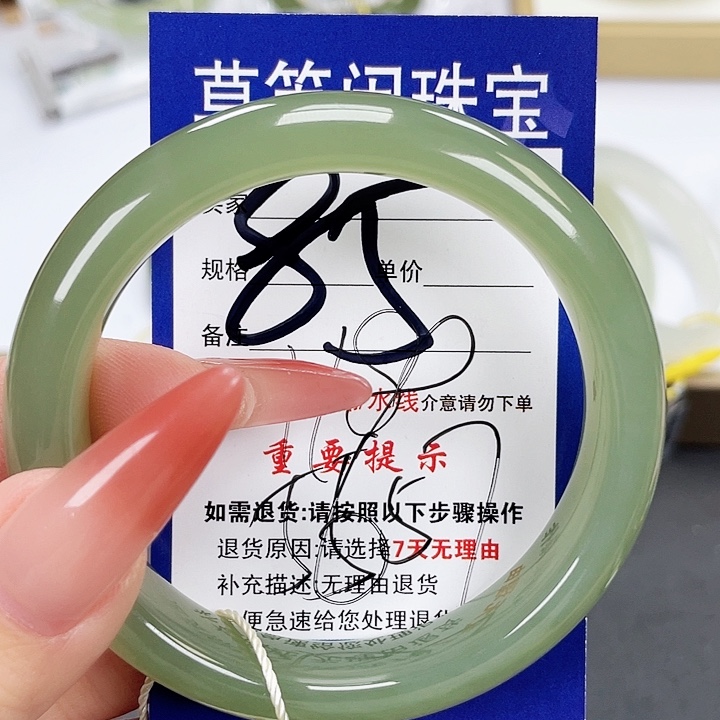 珠宝
卖家
85
规格 单价
备注
水线介意请勿下单
重要提示
如需退货:请按照以下步骤操作
退货原因:请选择7天无理由
补充描述:无理由退货
便急速给您处理退货